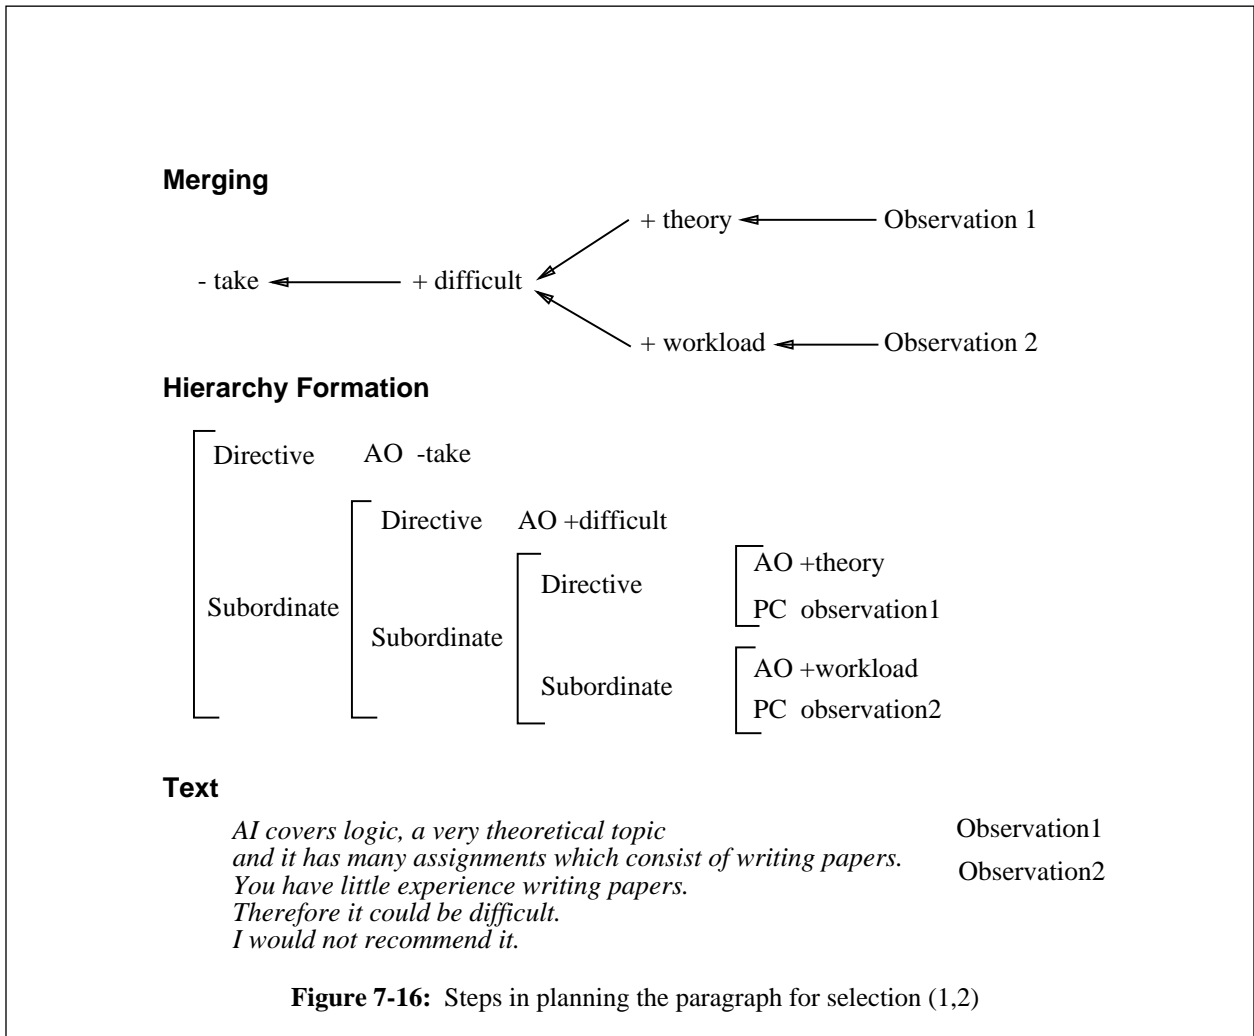 Merging
+ theory Observation 1
- take + difficult
+ workload Observation 2
Hierarchy Formation
Directive AO -take
Directive AO +difficult
AO +theory
Directive
PC observation1
Subordinate
Subordinate
AO +workload
Subordinate
PC observation2
Text
AI covers logic, a very theoretical topic Observation1
and it has many assignments which consist of writing papers.
Observation2
You have little experience writing papers.
Therefore it could be difficult.
I would not recommend it.
Figure 7-16: Steps in planning the paragraph for selection (1,2)